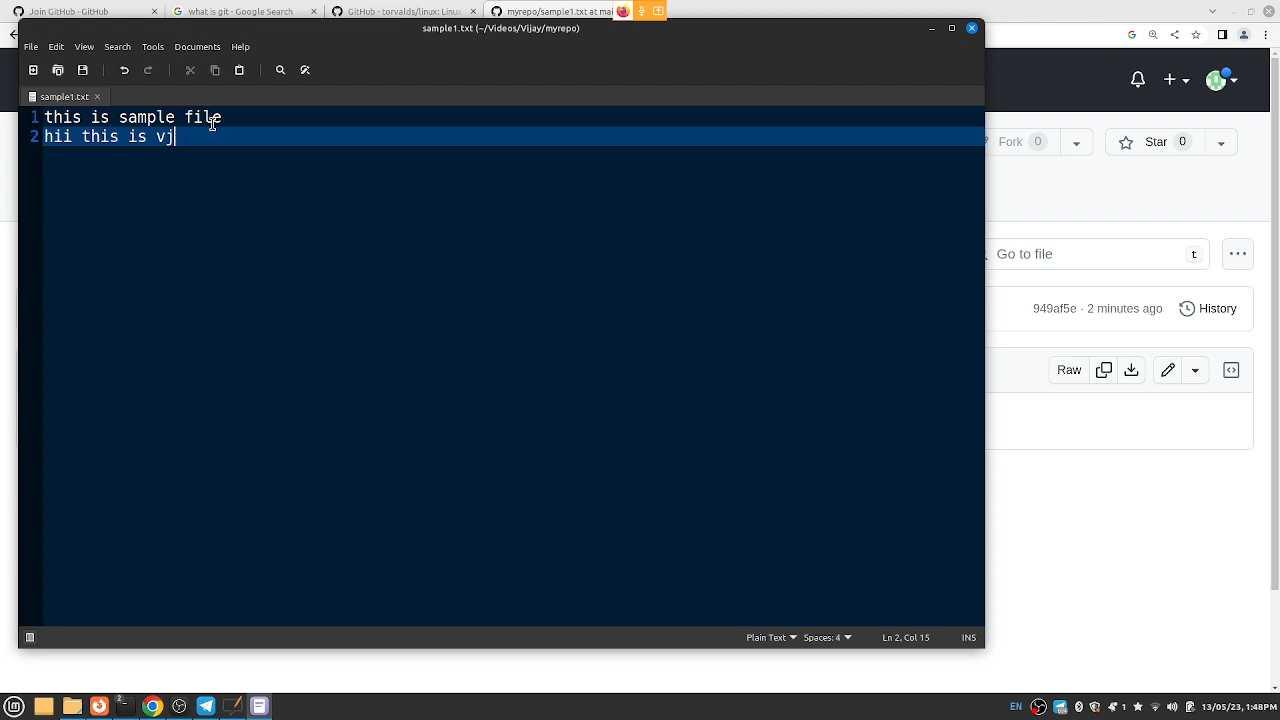 Join GitHub · GitHub
what is git - Google Search
GitHub - torvalds/linux: Linux
myrepo/sample1.txt at mai
sample1.txt (~/Videos/Vijay/myrepo)
File Edit View Search Tools Documents Help
sample1.txt
1 this is sample file
2 hii this is vj
Fork 0
Star 0
Go to file t
949af5e · 2 minutes ago History
Raw
Plain Text Spaces: 4 Ln 2, Col 15 INS
2 EN 1 13/05/23, 1:48PM